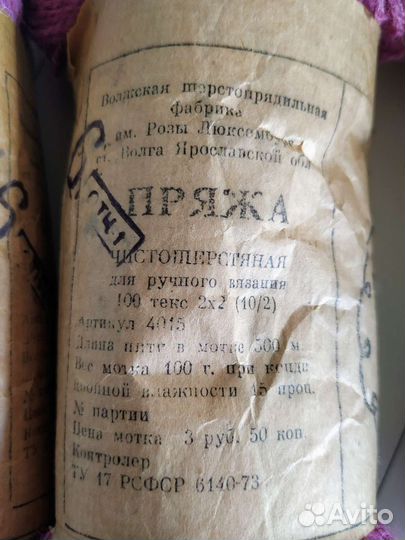 Волжская шерстопрядильная
фабрика
им. Розы Люксембург
ст. Волга Ярославской обл
ПРЯЖА
ЧИСТОШЕРСТЯНАЯ
для ручного вязания
100 текс 2х2 (10/2)
Артикул 4015
Длина нити в мотке 500 м.
Вес мотка 100 г. при конди
ционной влажности 15 проц.
№ партии
Цена мотка 3 руб. 50 коп.
Контролер
ТУ 17 РСФСР 6140-73
Avito